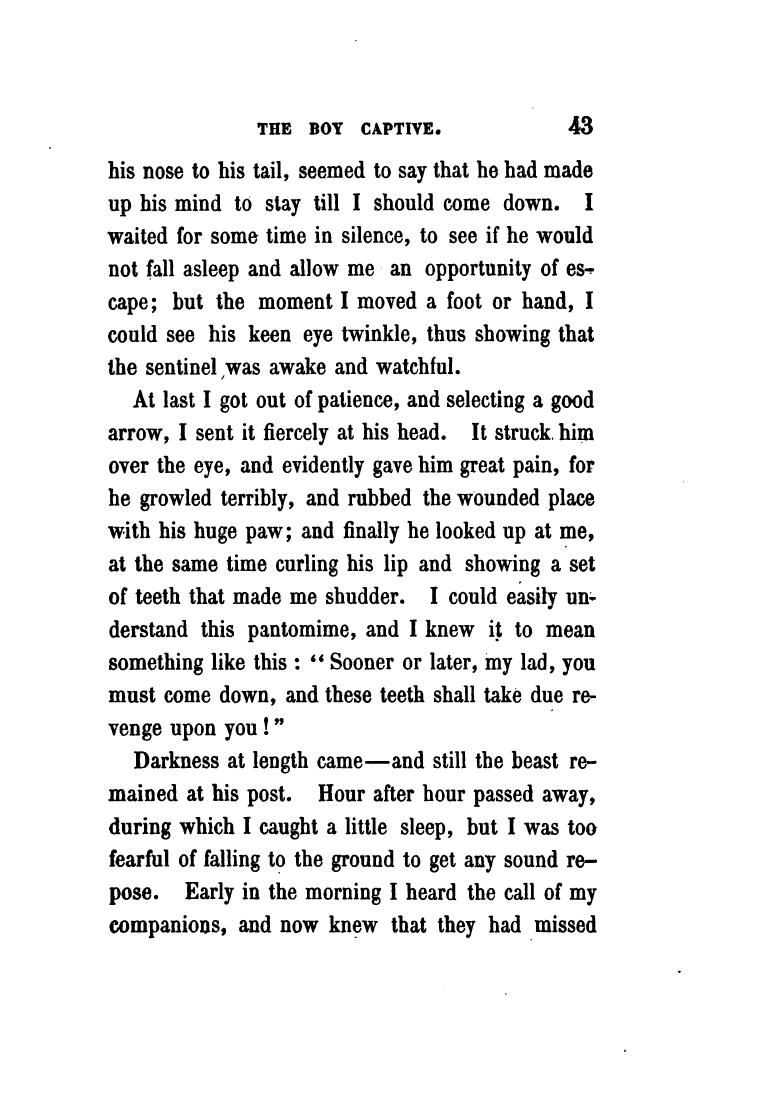 THE BOY CAPTIVE. 43
his nose to his tail, seemed to say that he had made
up his mind to stay till I should come down. I
waited for some time in silence, to see if he would
not fall asleep and allow me an opportunity of es-
cape; but the moment I moved a foot or hand, I
could see his keen eye twinkle, thus showing that
the sentinel was awake and watchful.
At last I got out of patience, and selecting a good
arrow, I sent it fiercely at his head. It struck him
over the eye, and evidently gave him great pain, for
he growled terribly, and rubbed the wounded place
with his huge paw; and finally he looked up at me,
at the same time curling his lip and showing a set
of teeth that made me shudder. I could easily un-
derstand this pantomime, and I knew it to mean
something like this : “ Sooner or later, my lad, you
must come down, and these teeth shall take due re-
venge upon you ! ”
Darkness at length came—and still the beast re-
mained at his post. Hour after hour passed away,
during which I caught a little sleep, but I was too
fearful of falling to the ground to get any sound re-
pose. Early in the morning I heard the call of my
companions, and now knew that they had missed